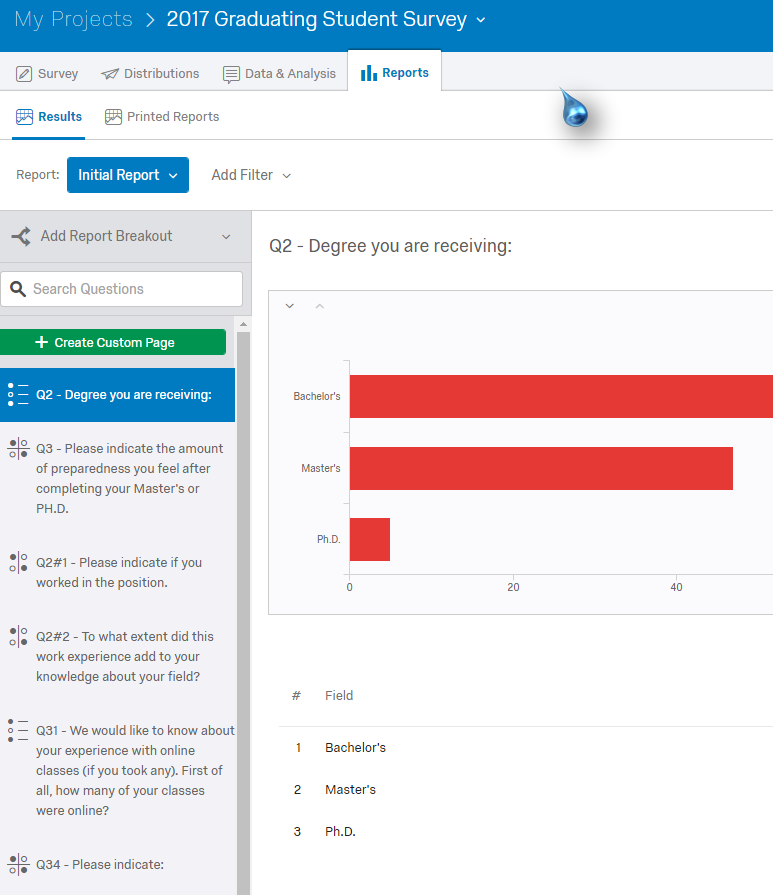 My Projects > 2017 Graduating Student Survey
Survey Distributions Data & Analysis Reports
Results Printed Reports
Report: Initial Report Add Filter
Add Report Breakout
Search Questions
+ Create Custom Page
Q2 - Degree you are receiving:
Q3 - Please indicate the amount
of preparedness you feel after
completing your Master's or
PH.D.
Q2#1 - Please indicate if you
worked in the position.
Q2#2 - To what extent did this
work experience add to your
knowledge about your field?
Q31 - We would like to know about
your experience with online
classes (if you took any). First of
all, how many of your classes
were online?
Q34 - Please indicate:
Q2 - Degree you are receiving:
Bachelor's
Master's
Ph.D.
0 20 40
# Field
1 Bachelor's
2 Master's
3 Ph.D.